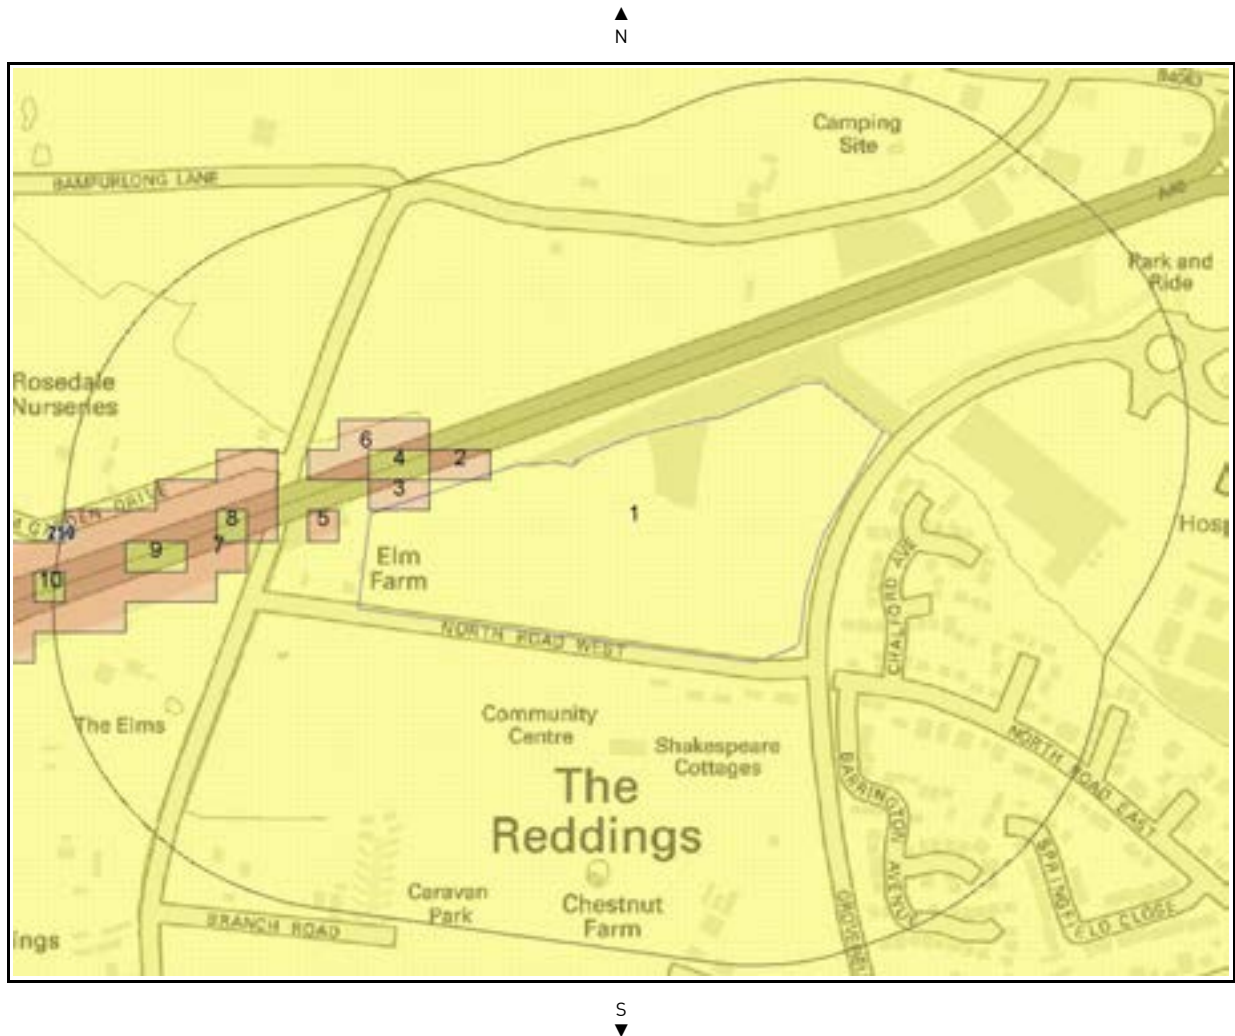 ▲
N
B4063
Camping
Site
BAMFURLONG LANE
A40
Park and
Ride
Rosedale
Nurseries
6
4
2
3
8
5
1
7
9
10
Elm
Farm
CHALFORD AVE
NORTH ROAD WEST
The Elms
Community
Centre
Shakespeare
Cottages
NORTH ROAD EAST
The
Reddings
BARRINGTON AVENU
SPRINGFIELD CLOSE
Caravan
Park
Chestnut
Farm
BRANCH ROAD
ings
S
▼